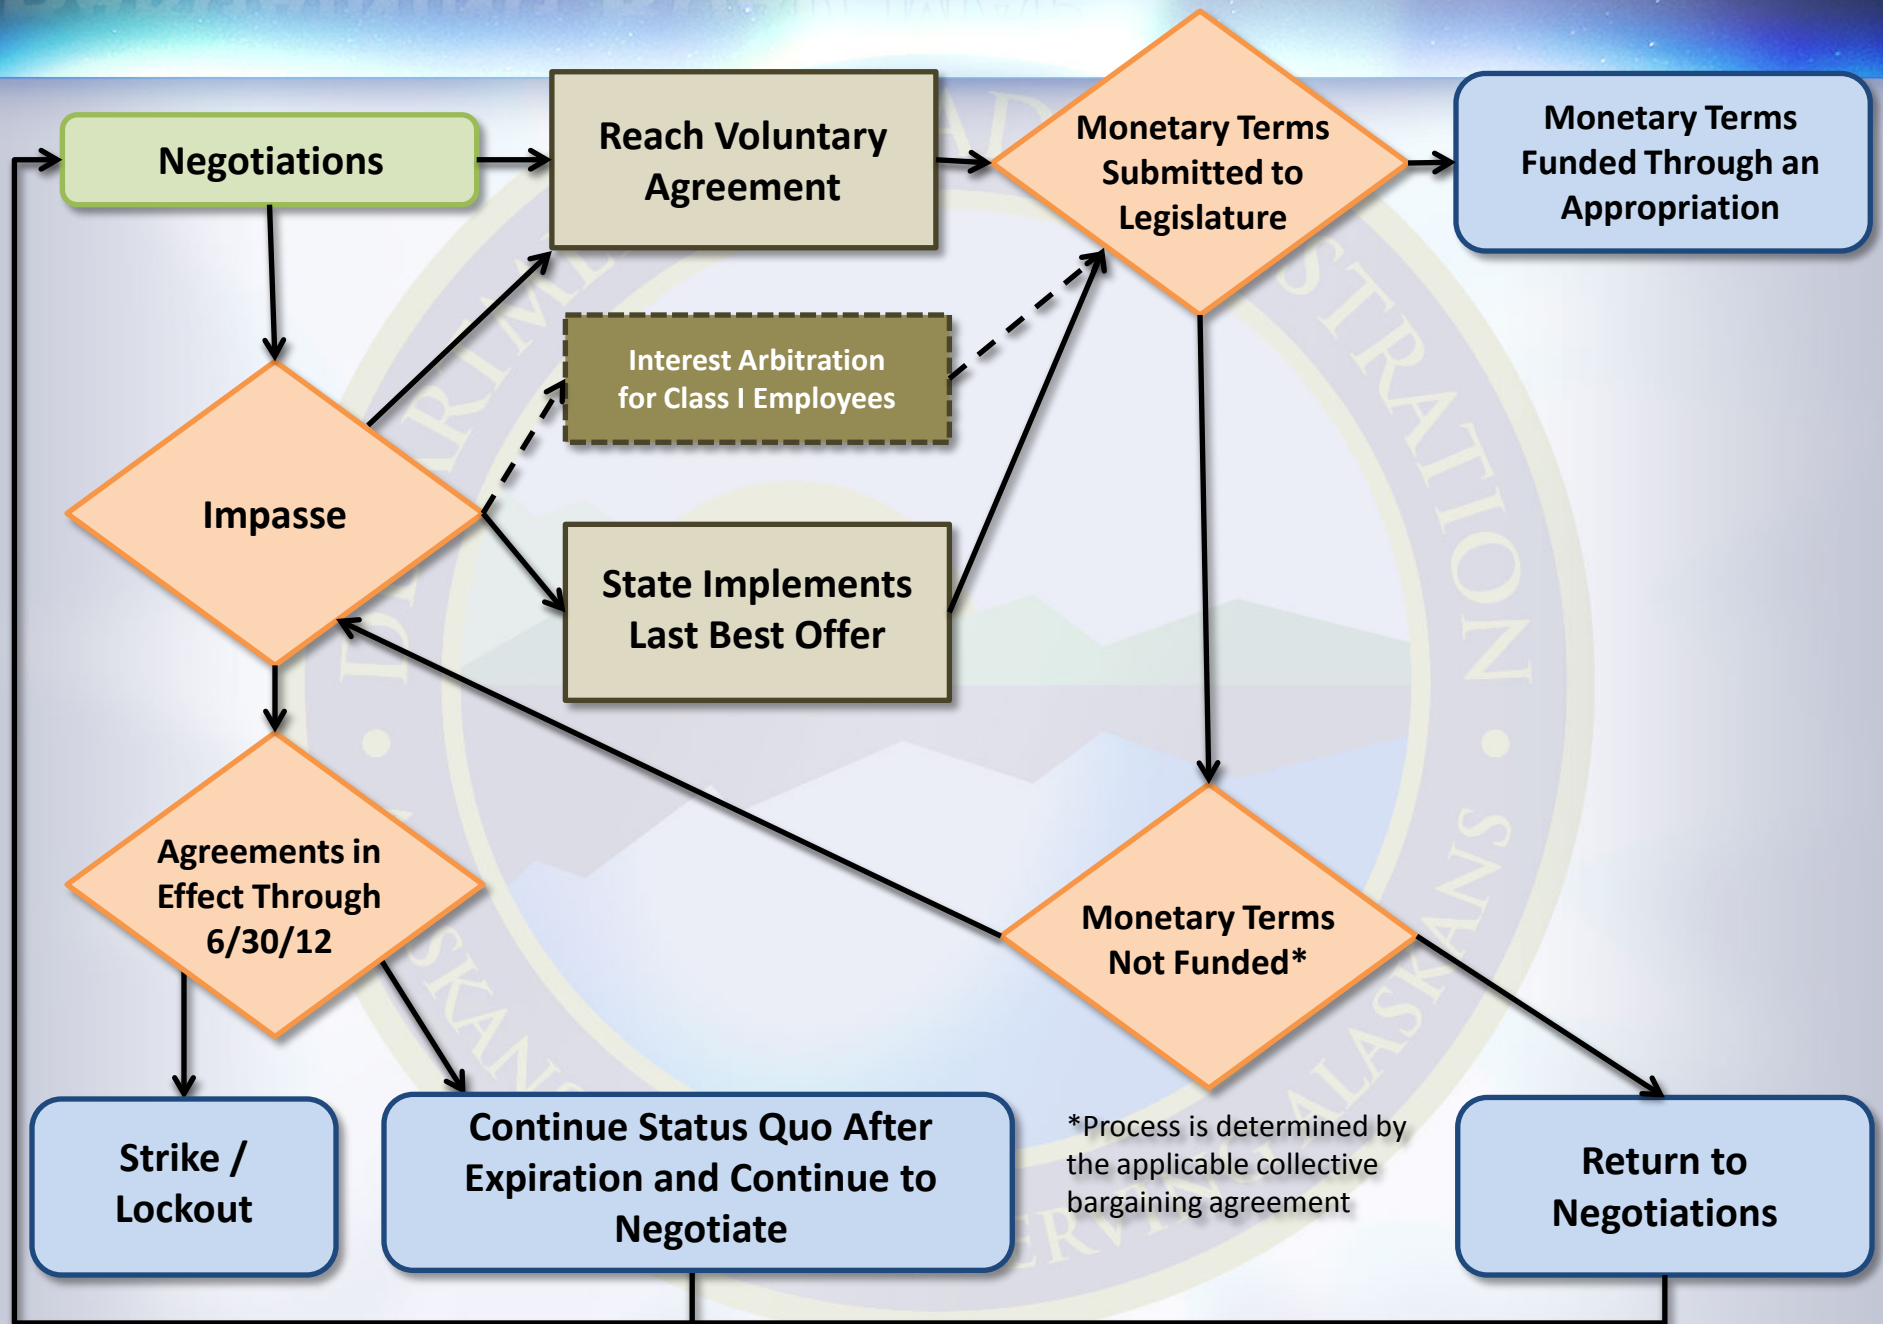 Negotiations
Reach Voluntary
Agreement
Monetary Terms
Submitted to
Legislature
Monetary Terms
Funded Through an
Appropriation
Interest Arbitration
for Class I Employees
Impasse
State Implements
Last Best Offer
Agreements in
Effect Through
6/30/12
Monetary Terms
Not Funded*
Strike /
Lockout
Continue Status Quo After
Expiration and Continue to
Negotiate
*Process is determined by
the applicable collective
bargaining agreement
Return to
Negotiations